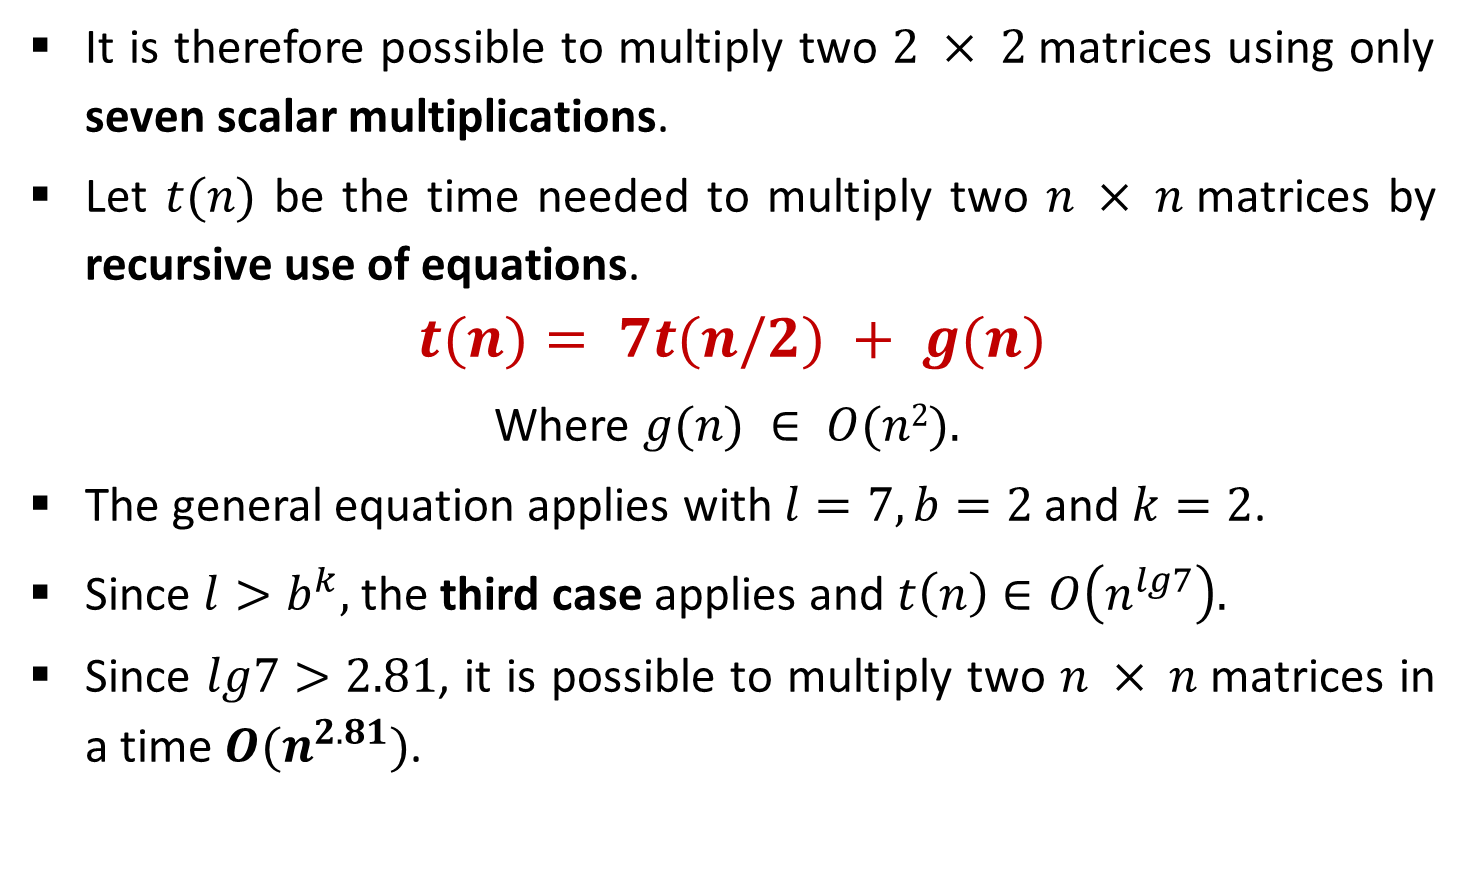 ▪ It is therefore possible to multiply two 2 × 2 matrices using only
seven scalar multiplications.
▪ Let t(n) be the time needed to multiply two n × n matrices by
recursive use of equations.
t(n) = 7t(n/2) + g(n)
Where g(n) ∈ O(n²).
▪ The general equation applies with l = 7, b = 2 and k = 2.
▪ Since l > bᵏ, the third case applies and t(n) ∈ O(n^{lg7}).
▪ Since lg7 > 2.81, it is possible to multiply two n × n matrices in
a time O(n^{2.81}).